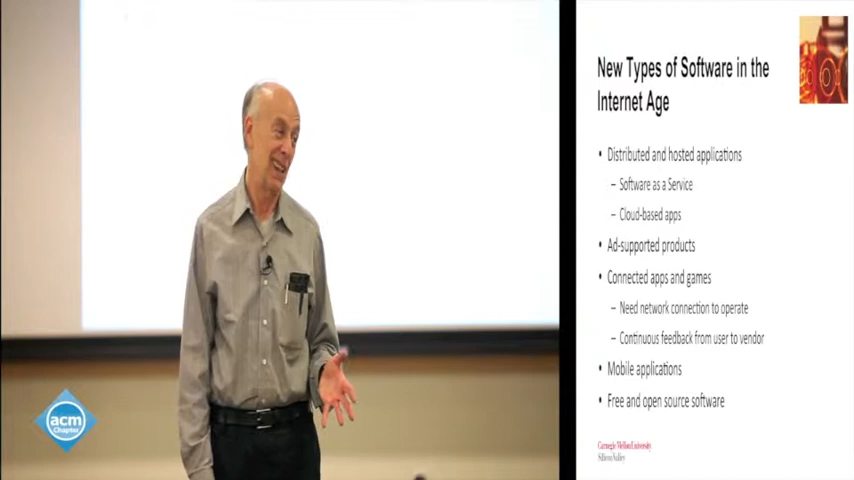 acm
Chapter
New Types of Software in the
Internet Age
• Distributed and hosted applications
– Software as a Service
– Cloud-based apps
• Ad-supported products
• Connected apps and games
– Need network connection to operate
– Continuous feedback from user to vendor
• Mobile applications
• Free and open source software
Carnegie Mellon University
Silicon Valley